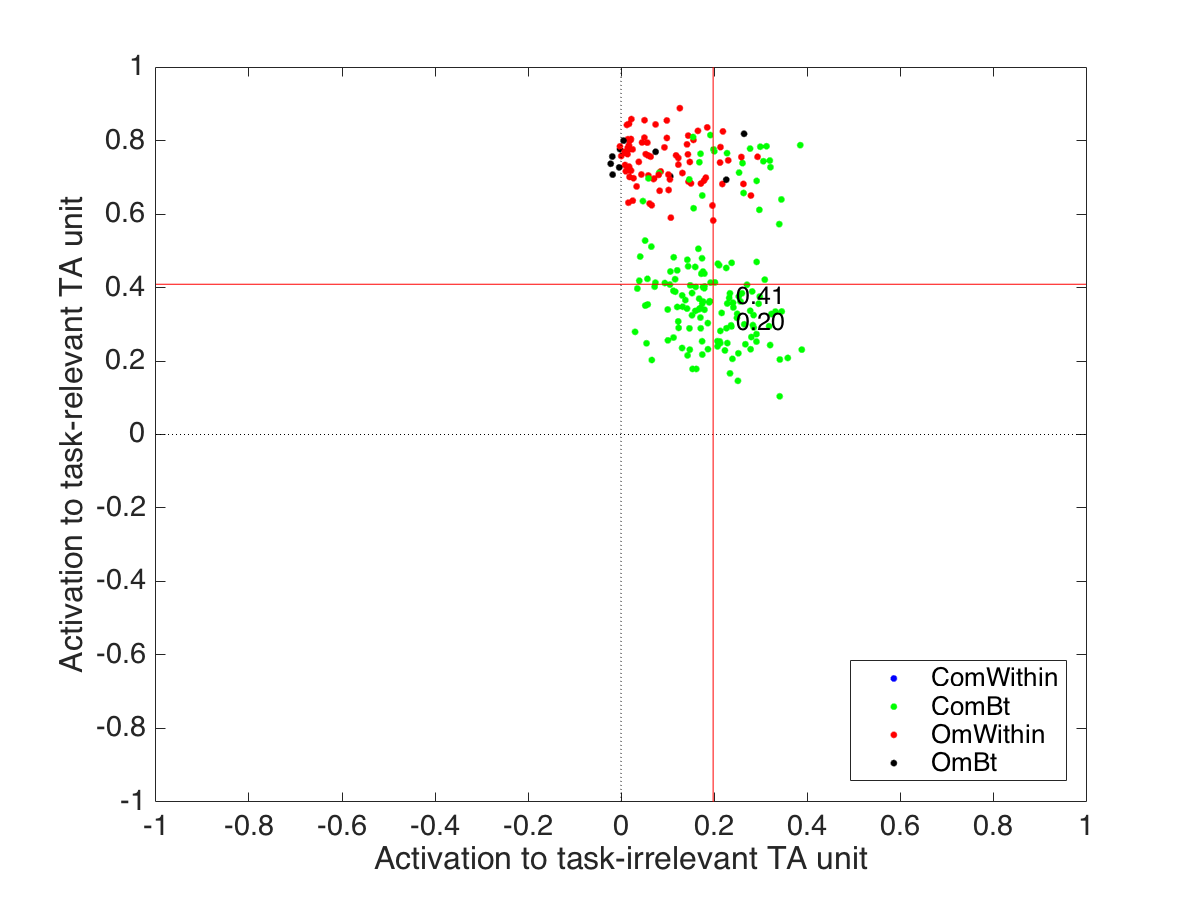 1
0.8
0.6
0.4
0.2
0
-0.2
-0.4
-0.6
-0.8
-1
Activation to task-relevant TA unit
0.41
0.20
ComWithin
ComBt
OmWithin
OmBt
-1 -0.8 -0.6 -0.4 -0.2 0 0.2 0.4 0.6 0.8 1
Activation to task-irrelevant TA unit